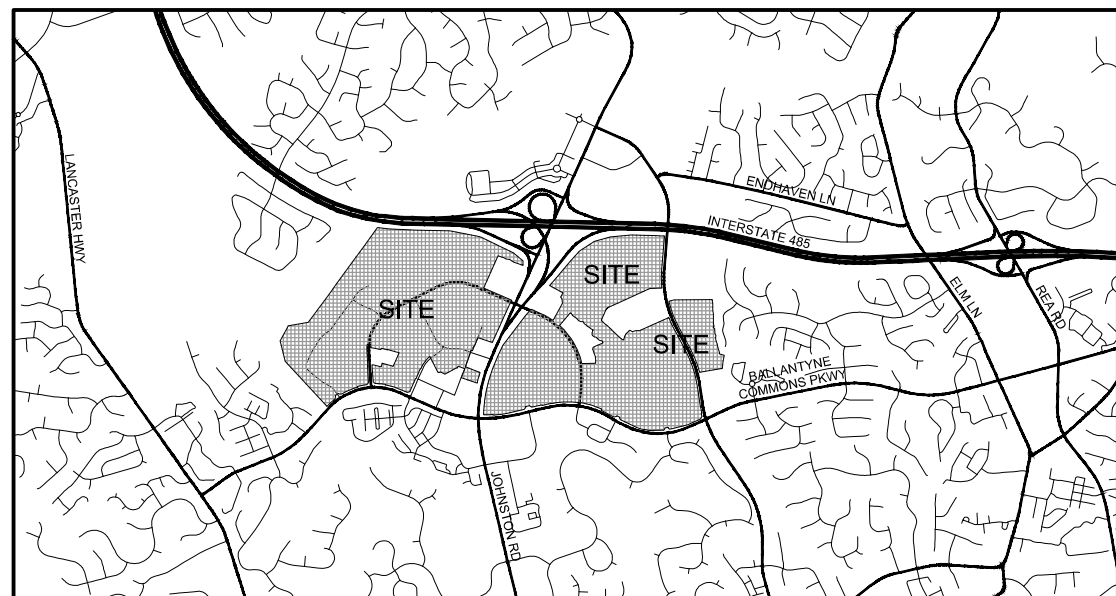 LANCASTER HWY
ENDHAVEN LN
INTERSTATE 485
SITE
SITE
SITE
ELM LN
REA RD
BALLANTYNE
COMMONS PKWY
JOHNSTON RD